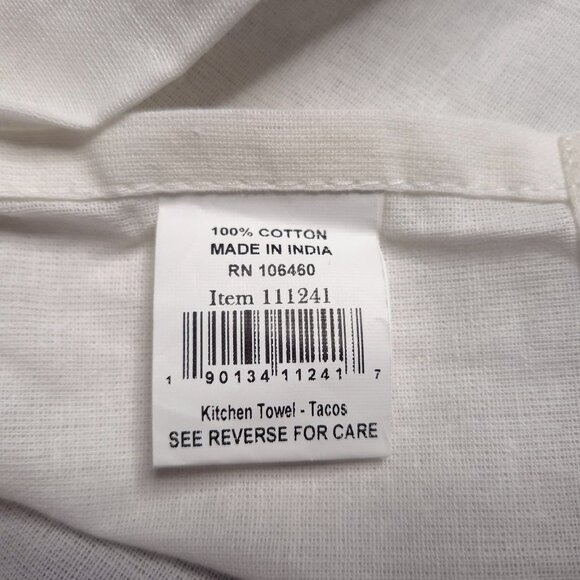 100% COTTON
MADE IN INDIA
RN 106460
Item 111241
1 90134 11241 7
Kitchen Towel - Tacos
SEE REVERSE FOR CARE